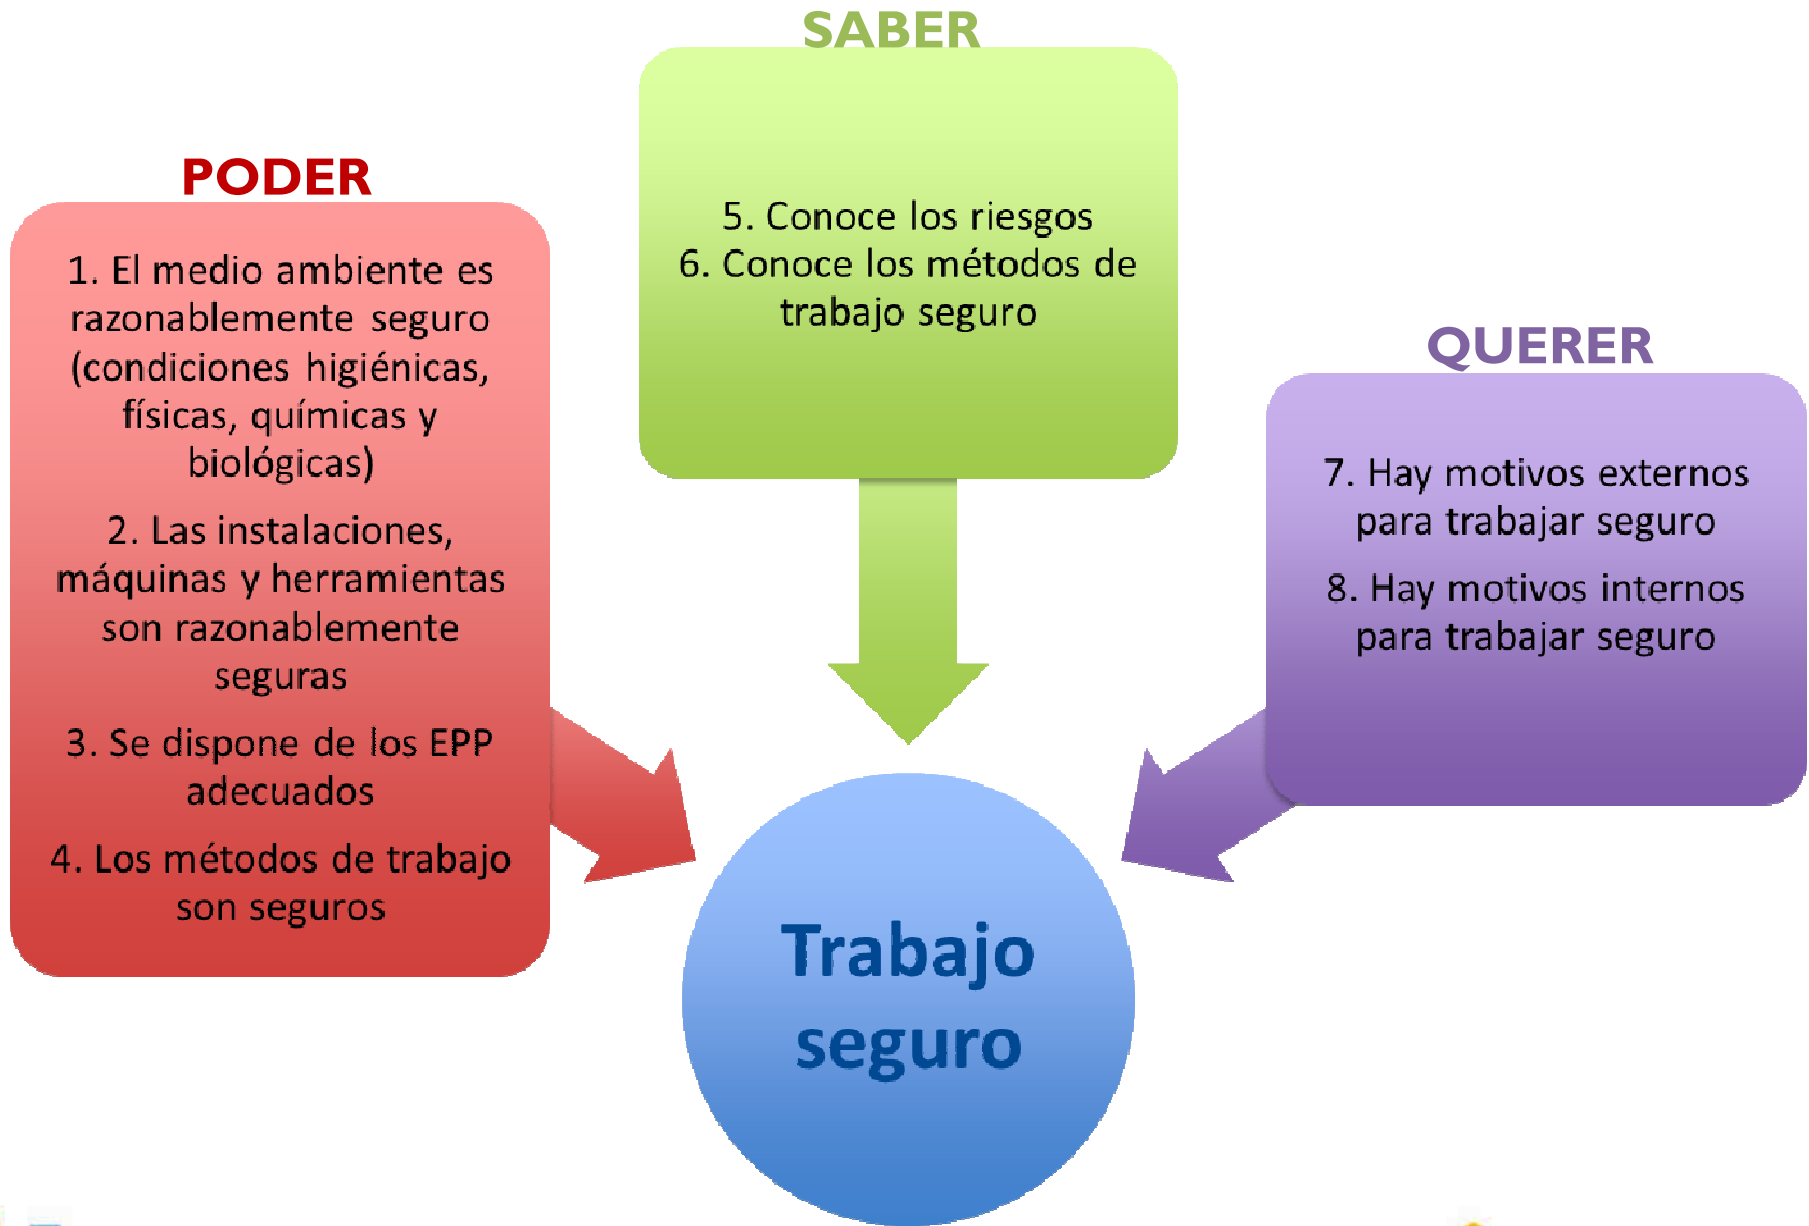 SABER
PODER
QUERER
1. El medio ambiente es
razonablemente seguro
(condiciones higiénicas,
físicas, químicas y
biológicas)
2. Las instalaciones,
máquinas y herramientas
son razonablemente
seguras
3. Se dispone de los EPP
adecuados
4. Los métodos de trabajo
son seguros
5. Conoce los riesgos
6. Conoce los métodos de
trabajo seguro
7. Hay motivos externos
para trabajar seguro
8. Hay motivos internos
para trabajar seguro
Trabajo
seguro